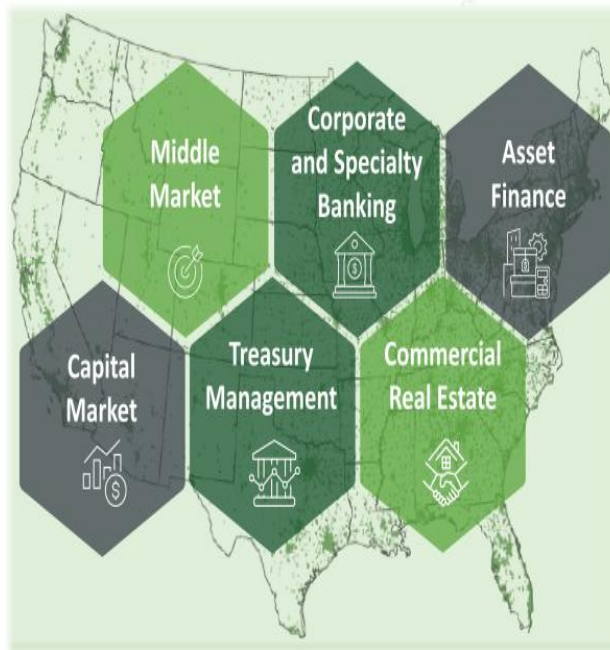 Middle
Market
Corporate
and Specialty
Banking
Asset
Finance
Capital
Market
Treasury
Management
Commercial
Real Estate